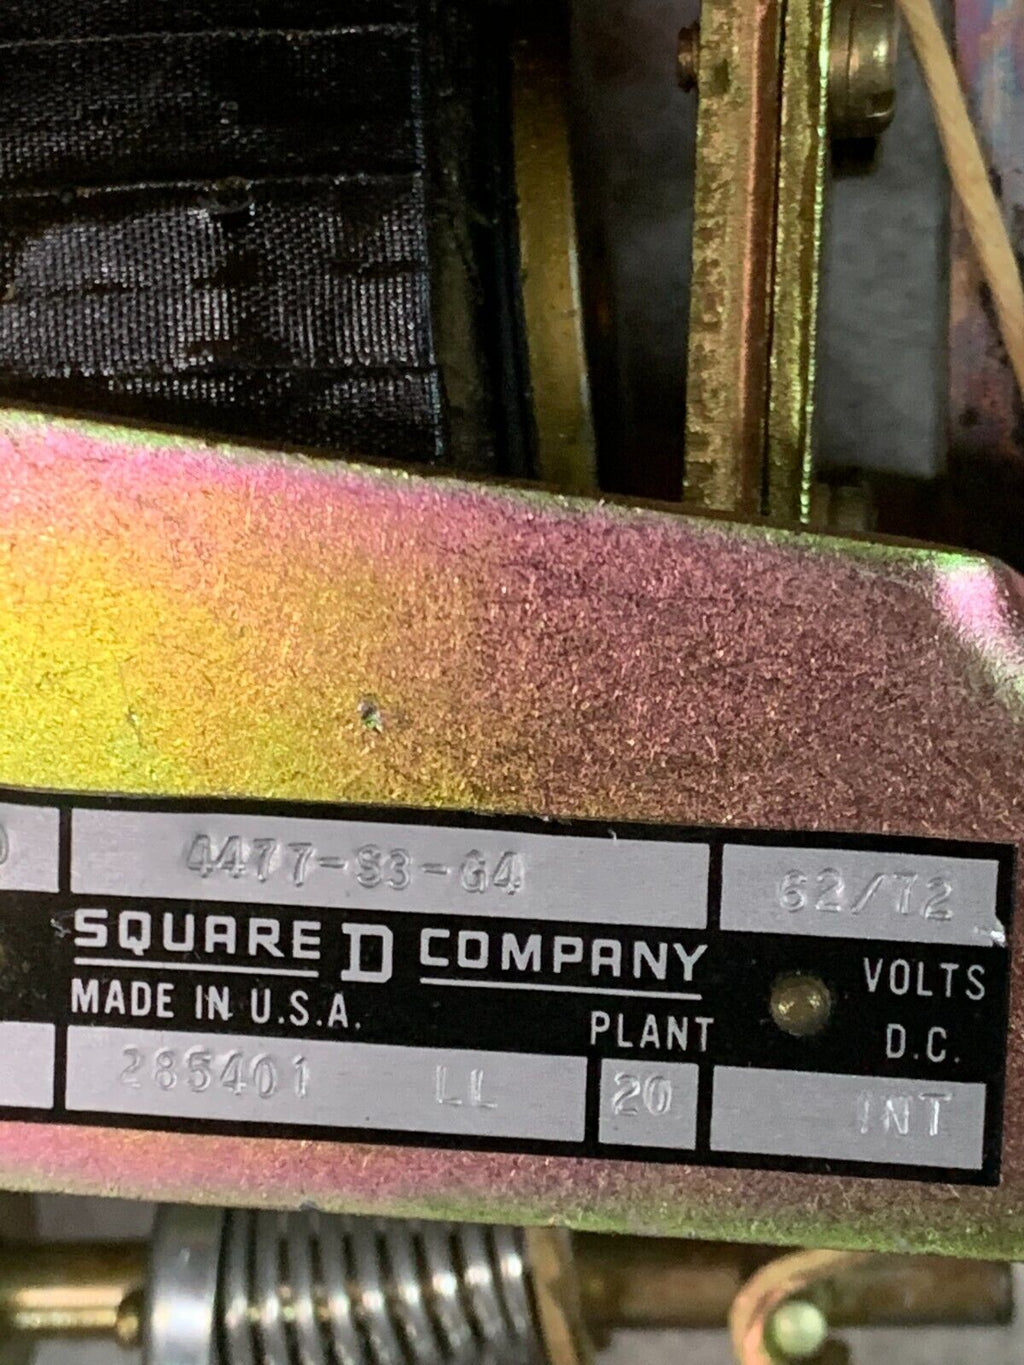 4477-S3-G4 62/72
SQUARE D COMPANY
VOLTS
MADE IN U.S.A.
PLANT
D.C.
285401 LL 20 INT